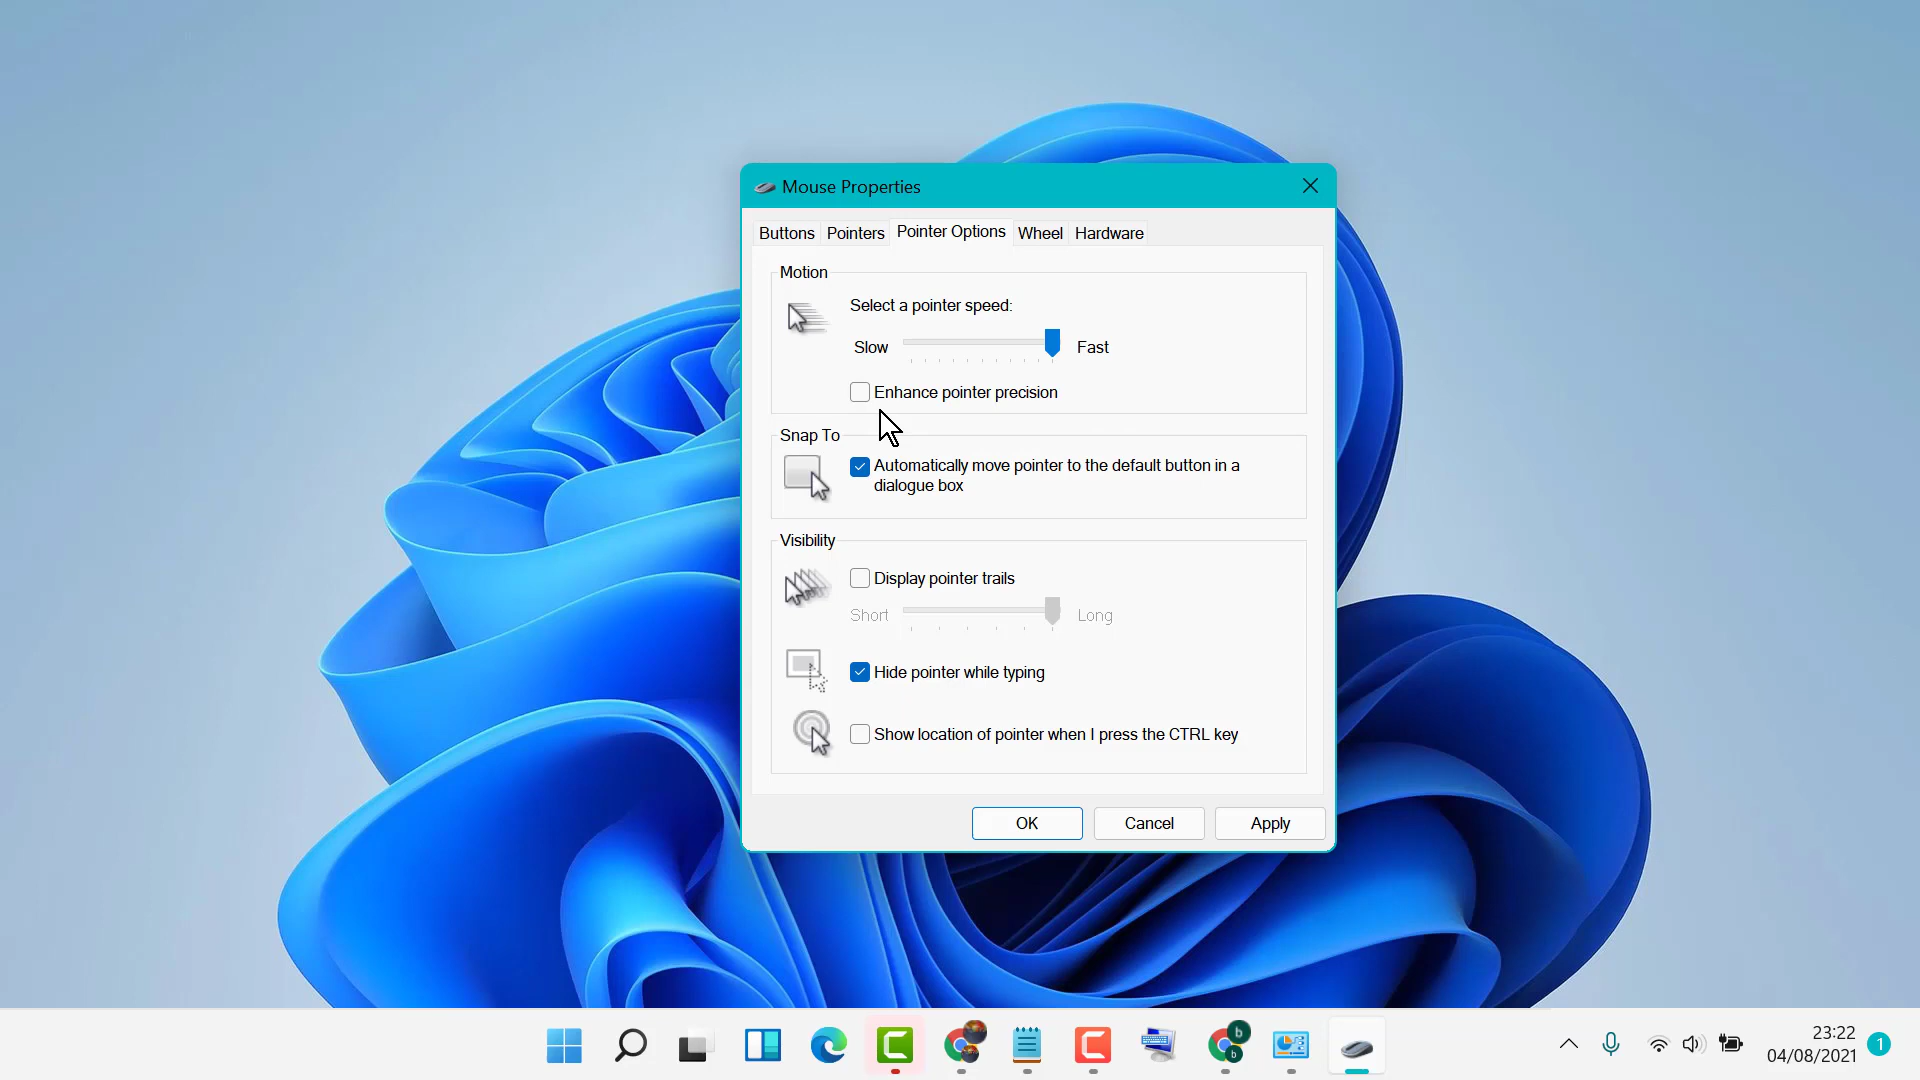 Mouse Properties
Buttons Pointers Pointer Options Wheel Hardware
Motion
Select a pointer speed:
Slow Fast
Enhance pointer precision
Snap To
Automatically move pointer to the default button in a
dialogue box
Visibility
Display pointer trails
Short Long
Hide pointer while typing
Show location of pointer when I press the CTRL key
OK Cancel Apply
b
b
23:22
04/08/2021
1